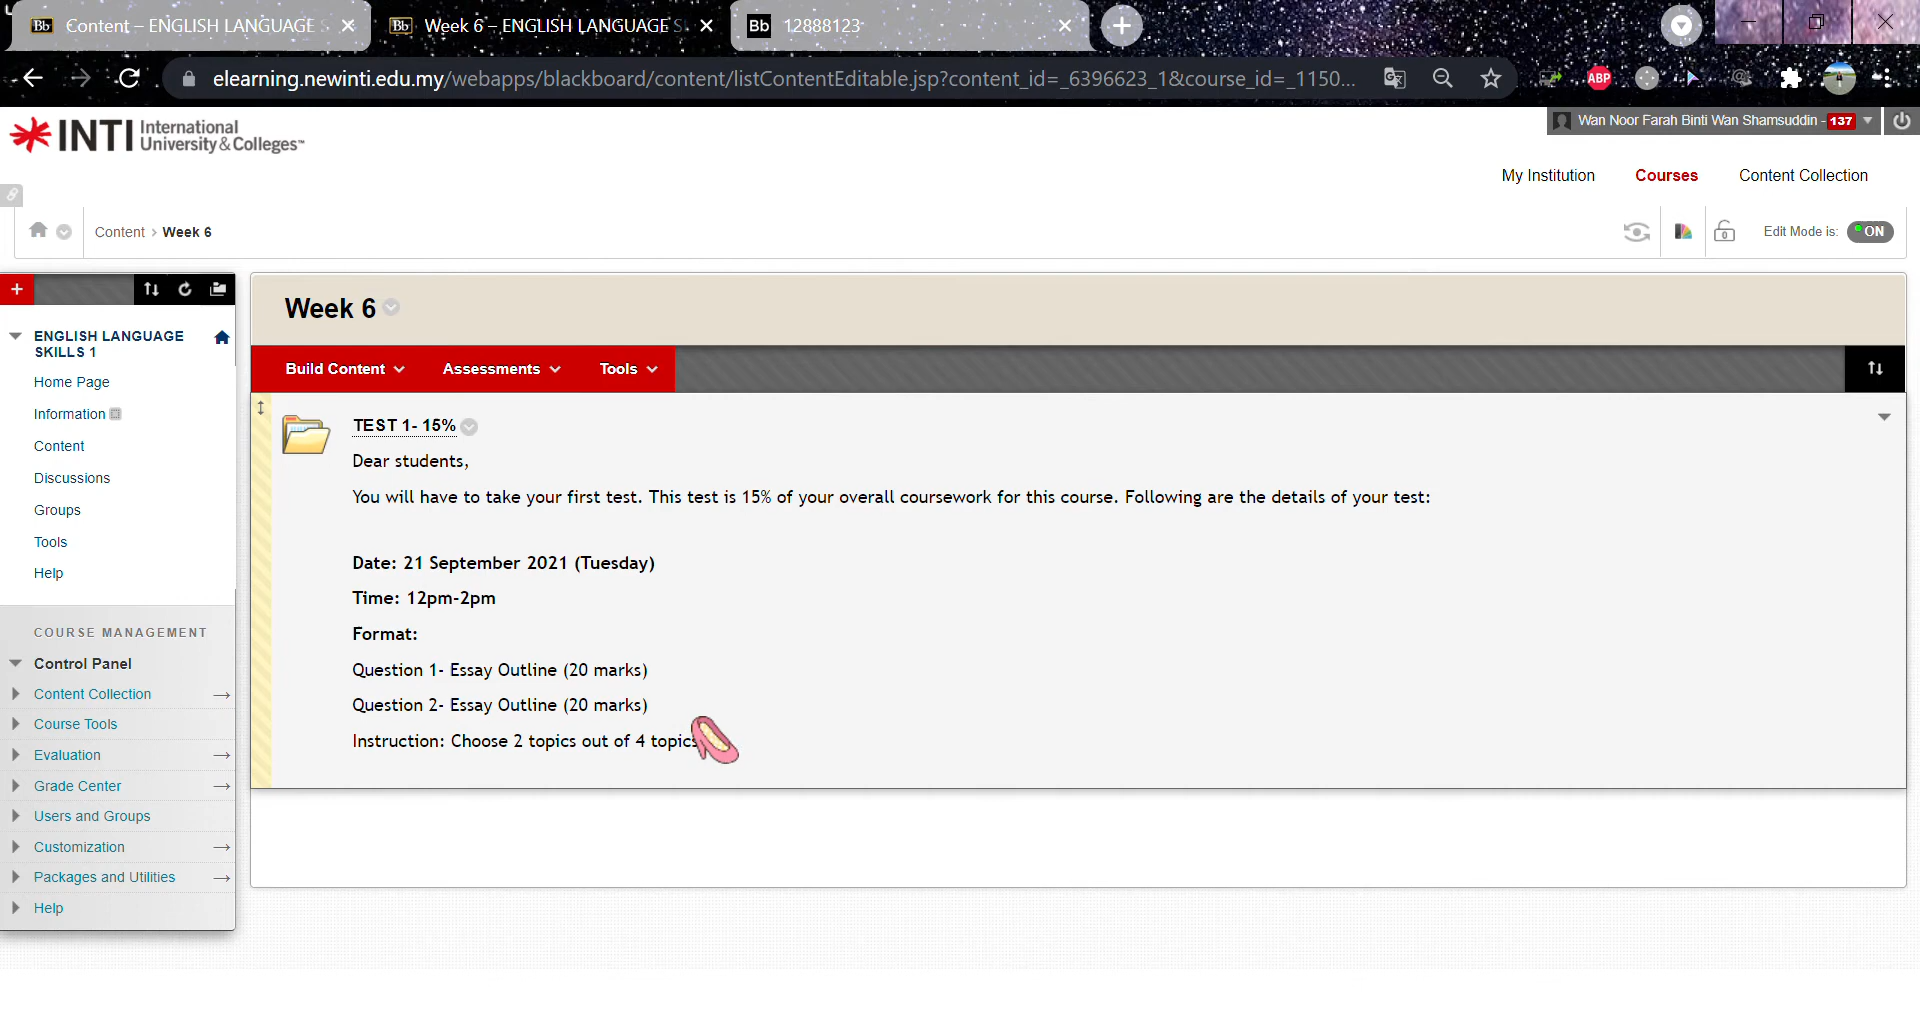 Content – ENGLISH LANGUAGE S
Week 6 – ENGLISH LANGUAGE S
12888123
elearning.newinti.edu.my/webapps/blackboard/content/listContentEditable.jsp?content_id=_6396623_1&course_id=_1150...
ABP
INTI International University & Colleges™
Wan Noor Farah Binti Wan Shamsuddin - 137
My Institution
Courses
Content Collection
Content > Week 6
Edit Mode is: ON
ENGLISH LANGUAGE SKILLS 1
Home Page
Information
Content
Discussions
Groups
Tools
Help
COURSE MANAGEMENT
Control Panel
Content Collection
Course Tools
Evaluation
Grade Center
Users and Groups
Customization
Packages and Utilities
Help
Week 6
Build Content
Assessments
Tools
TEST 1- 15%
Dear students,
You will have to take your first test. This test is 15% of your overall coursework for this course. Following are the details of your test:
Date: 21 September 2021 (Tuesday)
Time: 12pm-2pm
Format:
Question 1- Essay Outline (20 marks)
Question 2- Essay Outline (20 marks)
Instruction: Choose 2 topics out of 4 topics